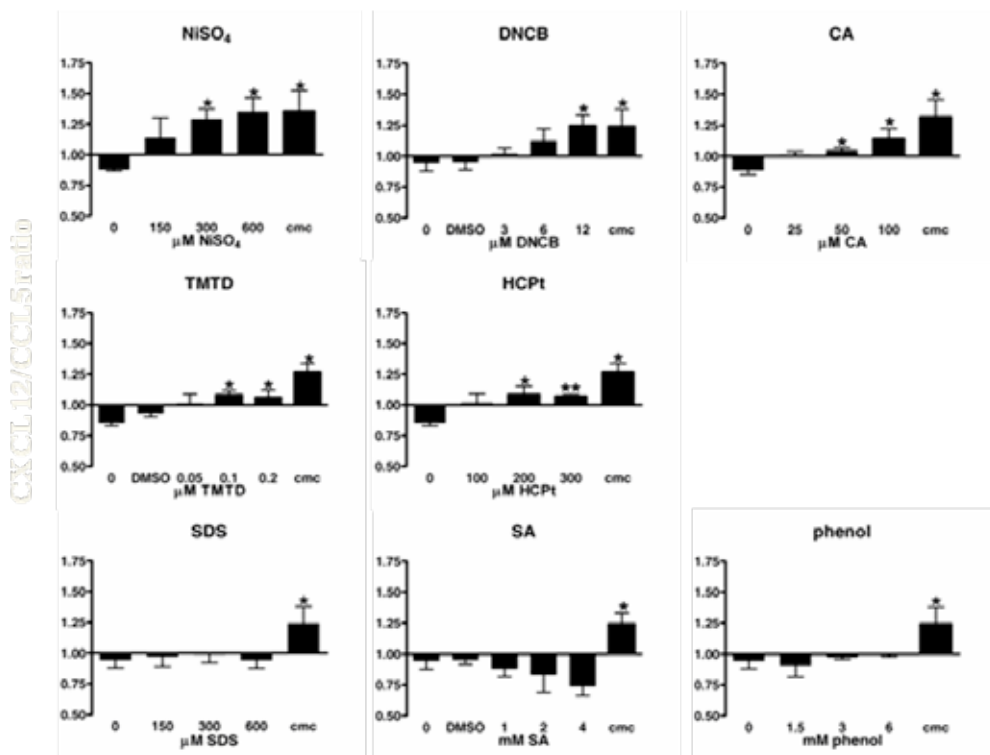 CXCL12/CCL5 ratio
NiSO₄
1.75
1.50
1.25
1.00
0.75
0.50
* * *
0 150 300 600 cmc
µM NiSO₄
DNCB
1.75
1.50
1.25
1.00
0.75
0.50
* *
0 DMSO 3 6 12 cmc
µM DNCB
CA
1.75
1.50
1.25
1.00
0.75
0.50
* * *
0 25 50 100 cmc
µM CA
TMTD
1.75
1.50
1.25
1.00
0.75
0.50
* * *
0 DMSO 0.05 0.1 0.2 cmc
µM TMTD
HCPt
1.75
1.50
1.25
1.00
0.75
0.50
* ** *
0 100 200 300 cmc
µM HCPt
SDS
1.75
1.50
1.25
1.00
0.75
0.50
*
0 150 300 600 cmc
µM SDS
SA
1.75
1.50
1.25
1.00
0.75
0.50
*
0 DMSO 1 2 4 cmc
mM SA
phenol
1.75
1.50
1.25
1.00
0.75
0.50
*
0 1.5 3 6 cmc
mM phenol